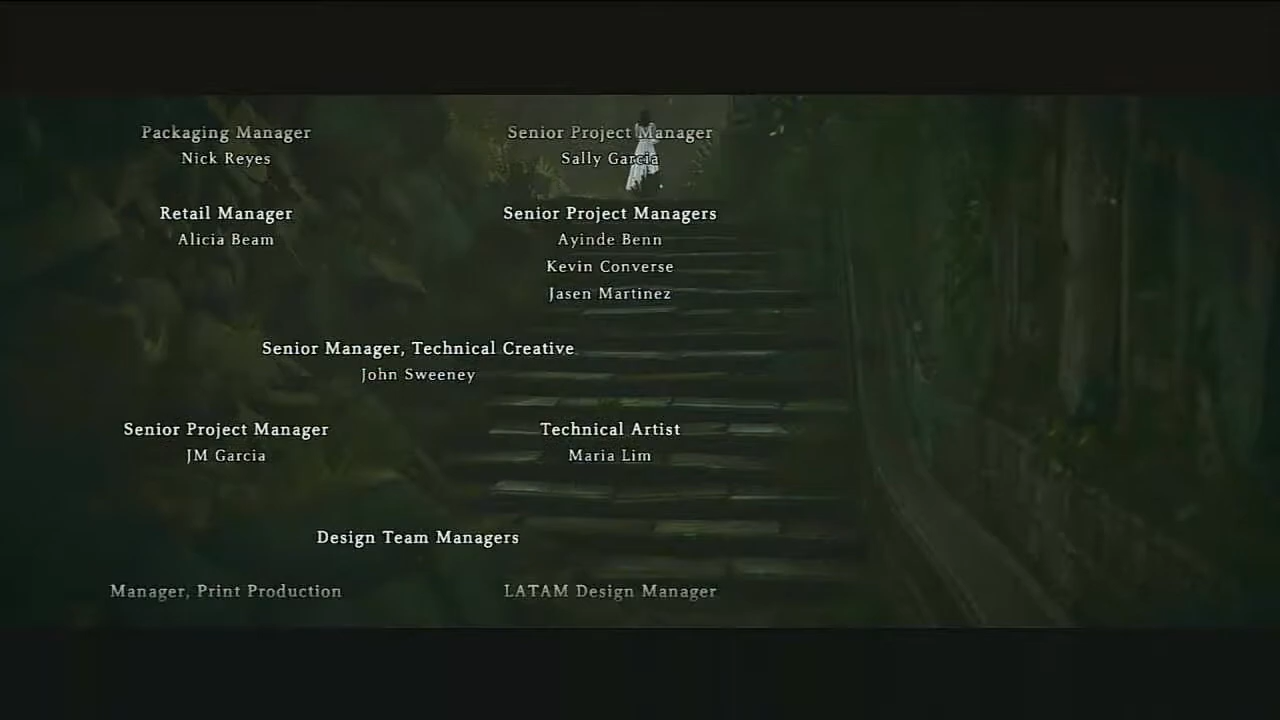 Packaging Manager
Nick Reyes
Senior Project Manager
Sally Garcia
Retail Manager
Alicia Beam
Senior Project Managers
Ayinde Benn
Kevin Converse
Jasen Martinez
Senior Manager, Technical Creative
John Sweeney
Senior Project Manager
JM Garcia
Technical Artist
Maria Lim
Design Team Managers
Manager, Print Production
LATAM Design Manager